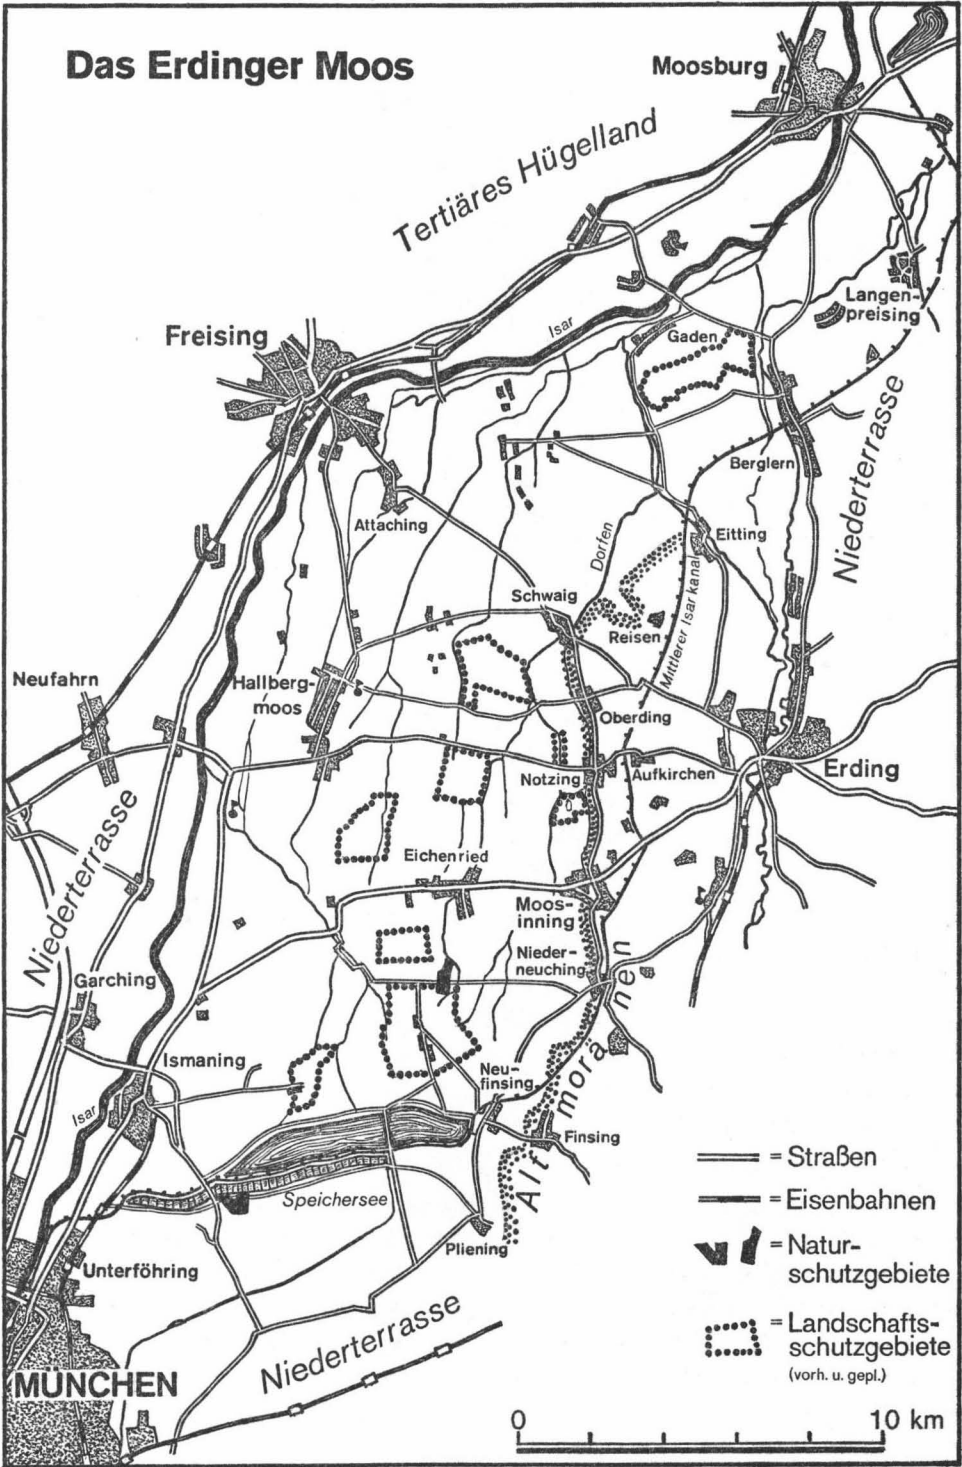 Das Erdinger Moos
Moosburg
Tertiäres Hügelland
Langen-
preising
Freising
Isar
Gaden
Niederterrasse
Berglern
Attaching
Eitting
Dorfen
Schwaig
Reisen
Mittlerer Isarkanal
Neufahrn
Hallberg-
moos
Oberding
Notzing
Aufkirchen
Erding
Niederterrasse
Eichenried
Moos-
inning
Nieder-
neuching
Garching
Ismaning
Neu-
finsing
Altmoränen
Isar
Finsing
Speichersee
Pliening
Unterföhring
Niederterrasse
MÜNCHEN
= Straßen
= Eisenbahnen
= Natur-
schutzgebiete
= Landschafts-
schutzgebiete
(vorh. u. gepl.)
0 10 km